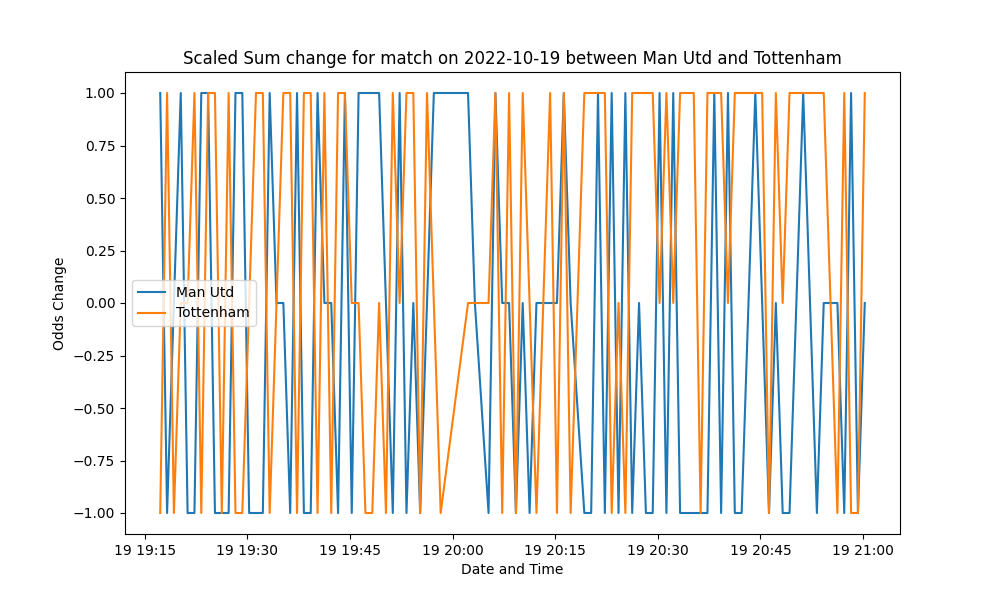 Scaled Sum change for match on 2022-10-19 between Man Utd and Tottenham
1.00
0.75
0.50
0.25
0.00
−0.25
−0.50
−0.75
−1.00
Odds Change
Man Utd
Tottenham
19 19:15 19 19:30 19 19:45 19 20:00 19 20:15 19 20:30 19 20:45 19 21:00
Date and Time